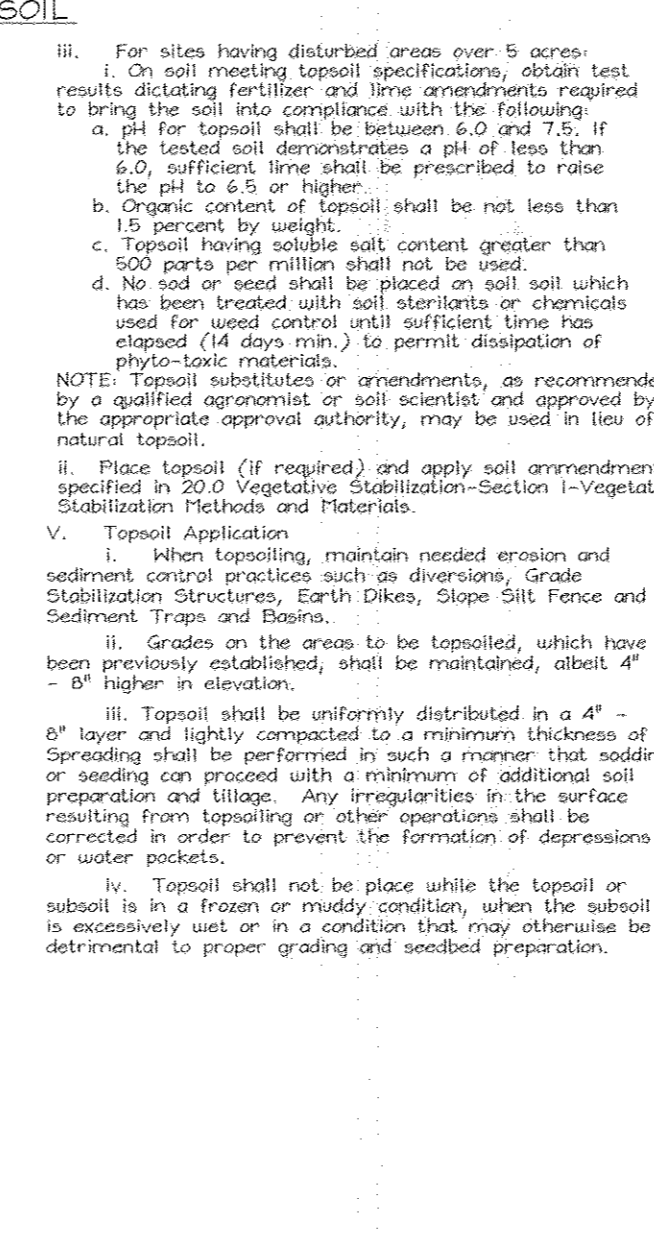 SOIL
iii. For sites having disturbed areas over 5 acres:
i. On soil meeting topsoil specifications, obtain test
results dictating fertilizer and lime amendments required
to bring the soil into compliance with the following:
a. pH for topsoil shall be between 6.0 and 7.5. If
the tested soil demonstrates a pH of less than
6.0, sufficient lime shall be prescribed to raise
the pH to 6.5 or higher.
b. Organic content of topsoil shall be not less than
1.5 percent by weight.
c. Topsoil having soluble salt content greater than
500 parts per million shall not be used.
d. No sod or seed shall be placed on soil soil which
has been treated with soil sterilants or chemicals
used for weed control until sufficient time has
elapsed (14 days min.) to permit dissipation of
phyto-toxic materials.
NOTE: Topsoil substitutes or amendments, as recommende
by a qualified agronomist or soil scientist and approved by
the appropriate approval authority, may be used in lieu of
natural topsoil.
ii. Place topsoil (if required) and apply soil ammendmen
specified in 20.0 Vegetative Stabilization-Section I-Vegetat
Stabilization Methods and Materials.
V. Topsoil Application
i. When topsoiling, maintain needed erosion and
sediment control practices such as diversions, Grade
Stabilization Structures, Earth Dikes, Slope Silt Fence and
Sediment Traps and Basins.
ii. Grades on the areas to be topsoiled, which have
been previously established, shall be maintained, albeit 4"
- 8" higher in elevation.
iii. Topsoil shall be uniformly distributed in a 4" -
8" layer and lightly compacted to a minimum thickness of
Spreading shall be performed in such a manner that soddin
or seeding can proceed with a minimum of additional soil
preparation and tillage. Any irregularities in the surface
resulting from topsoiling or other operations shall be
corrected in order to prevent the formation of depressions
or water pockets.
iv. Topsoil shall not be place while the topsoil or
subsoil is in a frozen or muddy condition, when the subsoil
is excessively wet or in a condition that may otherwise be
detrimental to proper grading and seedbed preparation.